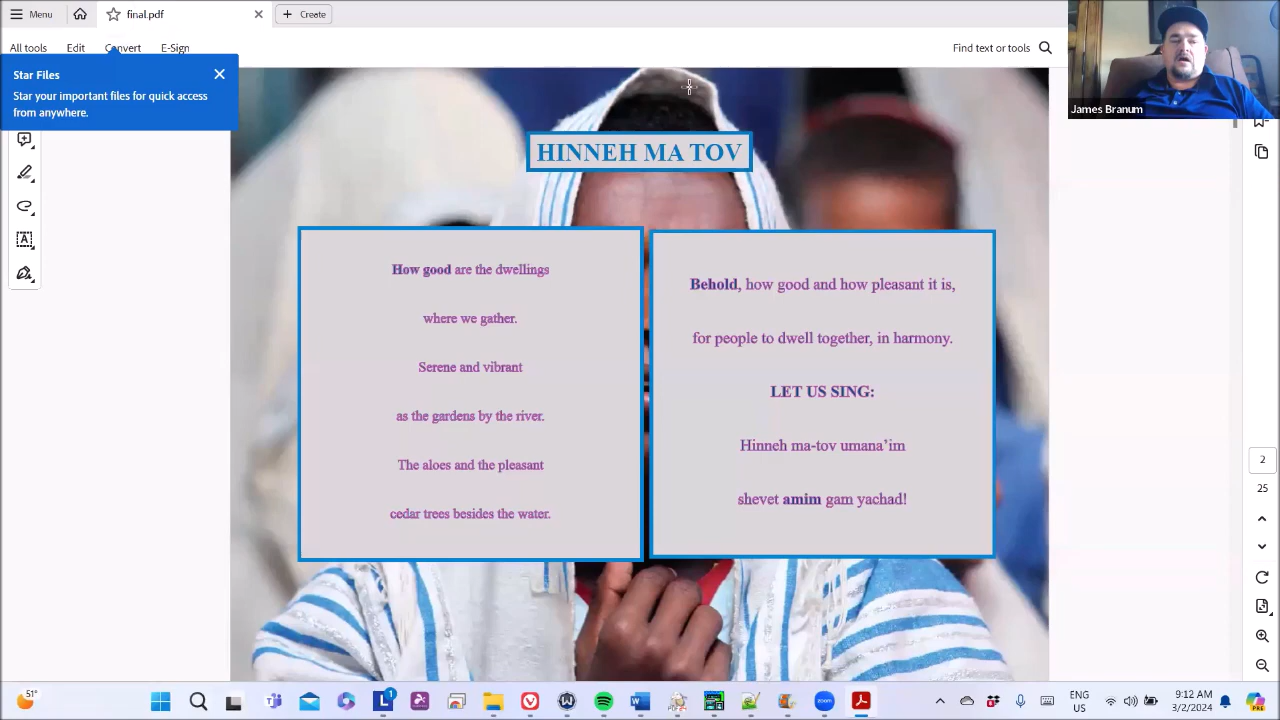 Menu
final.pdf
Create
All tools
Edit
Convert
E-Sign
Find text or tools
James Branum
Star Files
Star your important files for quick access
from anywhere.
HINNEH MA TOV
How good are the dwellings
where we gather.
Serene and vibrant
as the gardens by the river.
The aloes and the pleasant
cedar trees besides the water.
Behold, how good and how pleasant it is,
for people to dwell together, in harmony.
LET US SING:
Hinneh ma-tov umana’im
shevet amim gam yachad!
2
25
51°
1
zoom
ENG
US
9:12 AM
3/2/2024